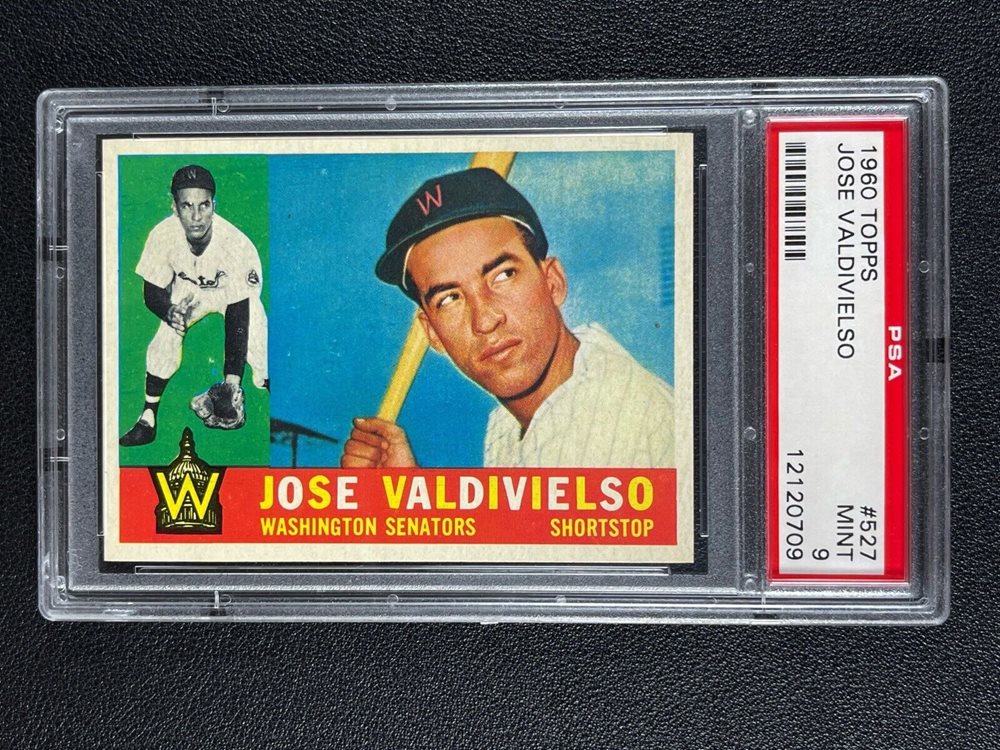 W
W
JOSE VALDIVIELSO
WASHINGTON SENATORS SHORTSTOP
1960 TOPPS #527
JOSE VALDIVIELSO MINT
9
PSA 12120709